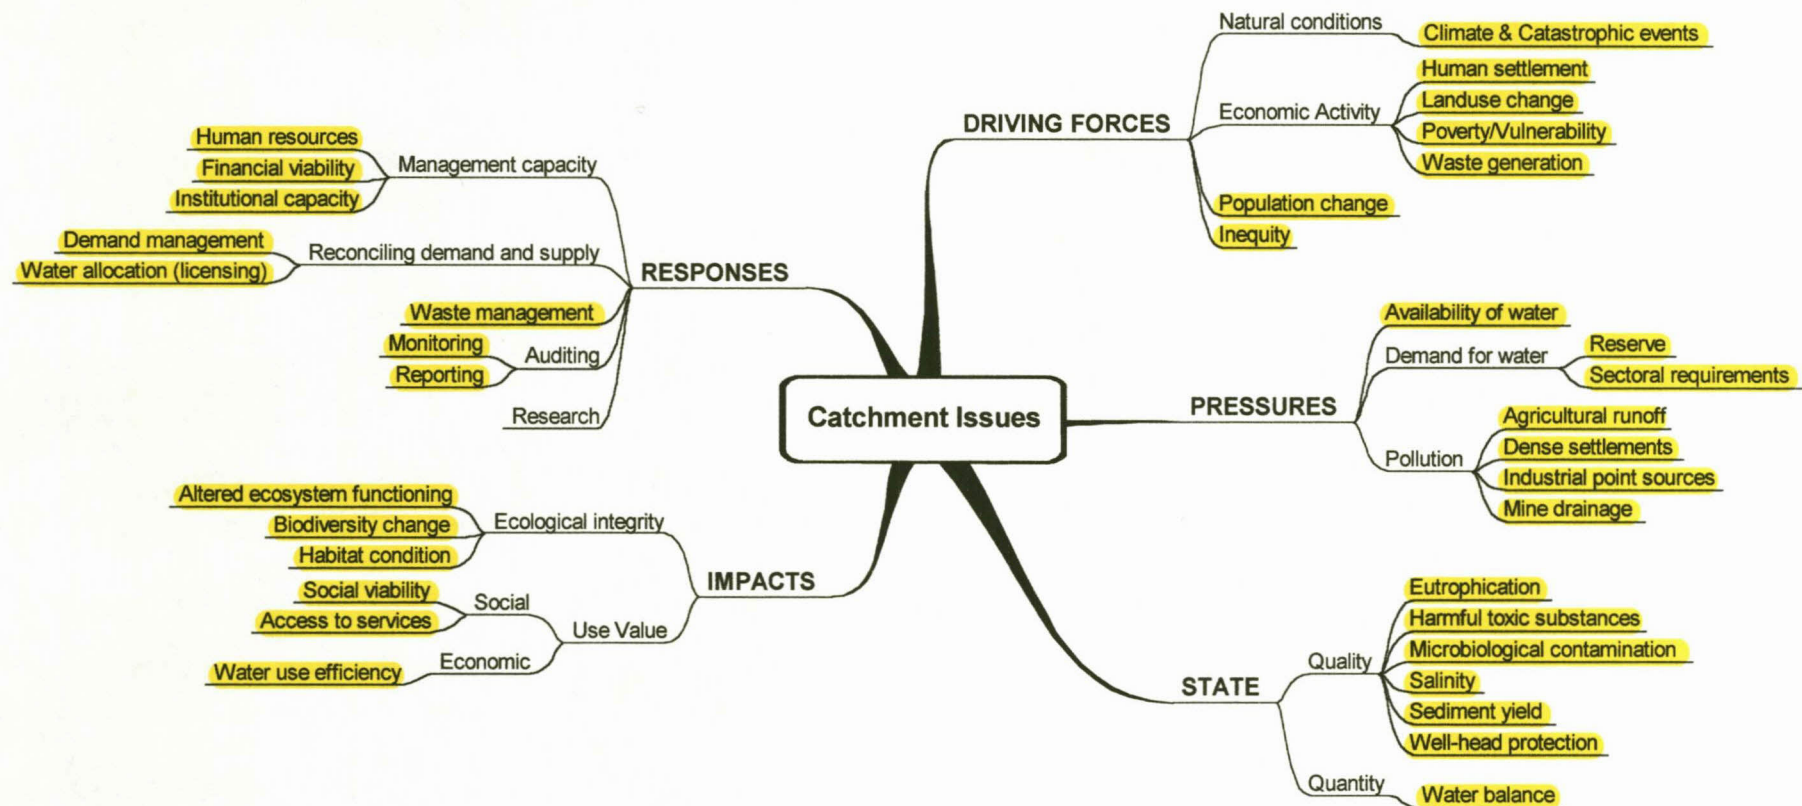 Catchment Issues
DRIVING FORCES
Natural conditions
Climate & Catastrophic events
Economic Activity
Human settlement
Landuse change
Poverty/Vulnerability
Waste generation
Population change
Inequity
PRESSURES
Availability of water
Demand for water
Reserve
Sectoral requirements
Pollution
Agricultural runoff
Dense settlements
Industrial point sources
Mine drainage
STATE
Quality
Eutrophication
Harmful toxic substances
Microbiological contamination
Salinity
Sediment yield
Well-head protection
Quantity
Water balance
IMPACTS
Ecological integrity
Altered ecosystem functioning
Biodiversity change
Habitat condition
Use Value
Social
Social viability
Access to services
Economic
Water use efficiency
RESPONSES
Management capacity
Human resources
Financial viability
Institutional capacity
Reconciling demand and supply
Demand management
Water allocation (licensing)
Waste management
Auditing
Monitoring
Reporting
Research